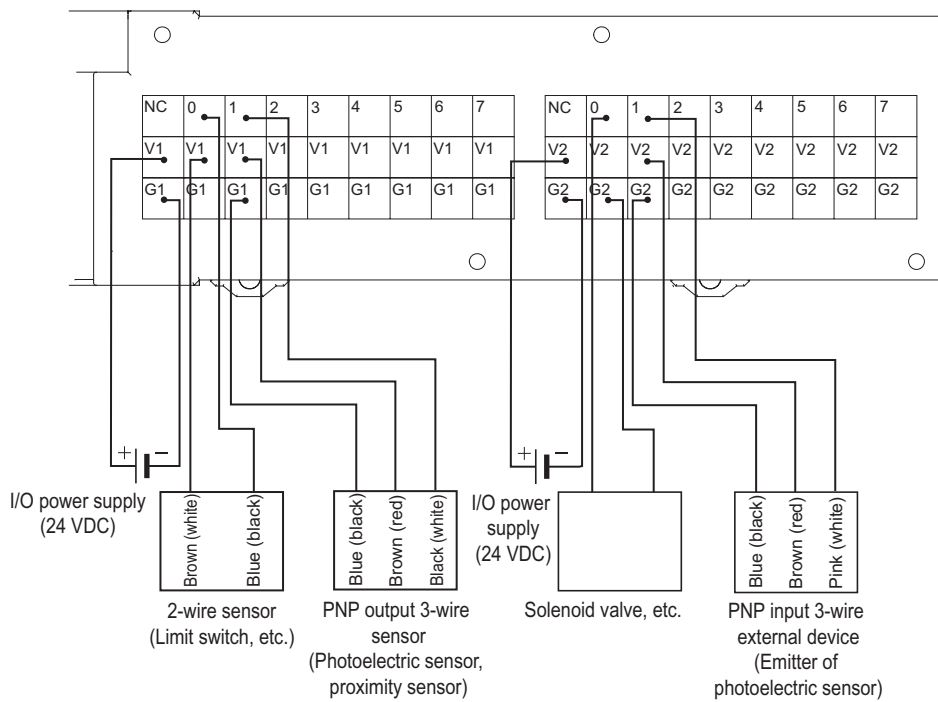 NC 0 1 2 3 4 5 6 7
V1 V1 V1 V1 V1 V1 V1 V1 V1
G1 G1 G1 G1 G1 G1 G1 G1 G1
NC 0 1 2 3 4 5 6 7
V2 V2 V2 V2 V2 V2 V2 V2 V2
G2 G2 G2 G2 G2 G2 G2 G2 G2
+ −
I/O power supply
(24 VDC)
Brown (white)
Blue (black)
2-wire sensor
(Limit switch, etc.)
Blue (black)
Brown (red)
Black (white)
PNP output 3-wire
sensor
(Photoelectric sensor,
proximity sensor)
+ −
I/O power
supply
(24 VDC)
Solenoid valve, etc.
Blue (black)
Brown (red)
Pink (white)
PNP input 3-wire
external device
(Emitter of
photoelectric sensor)